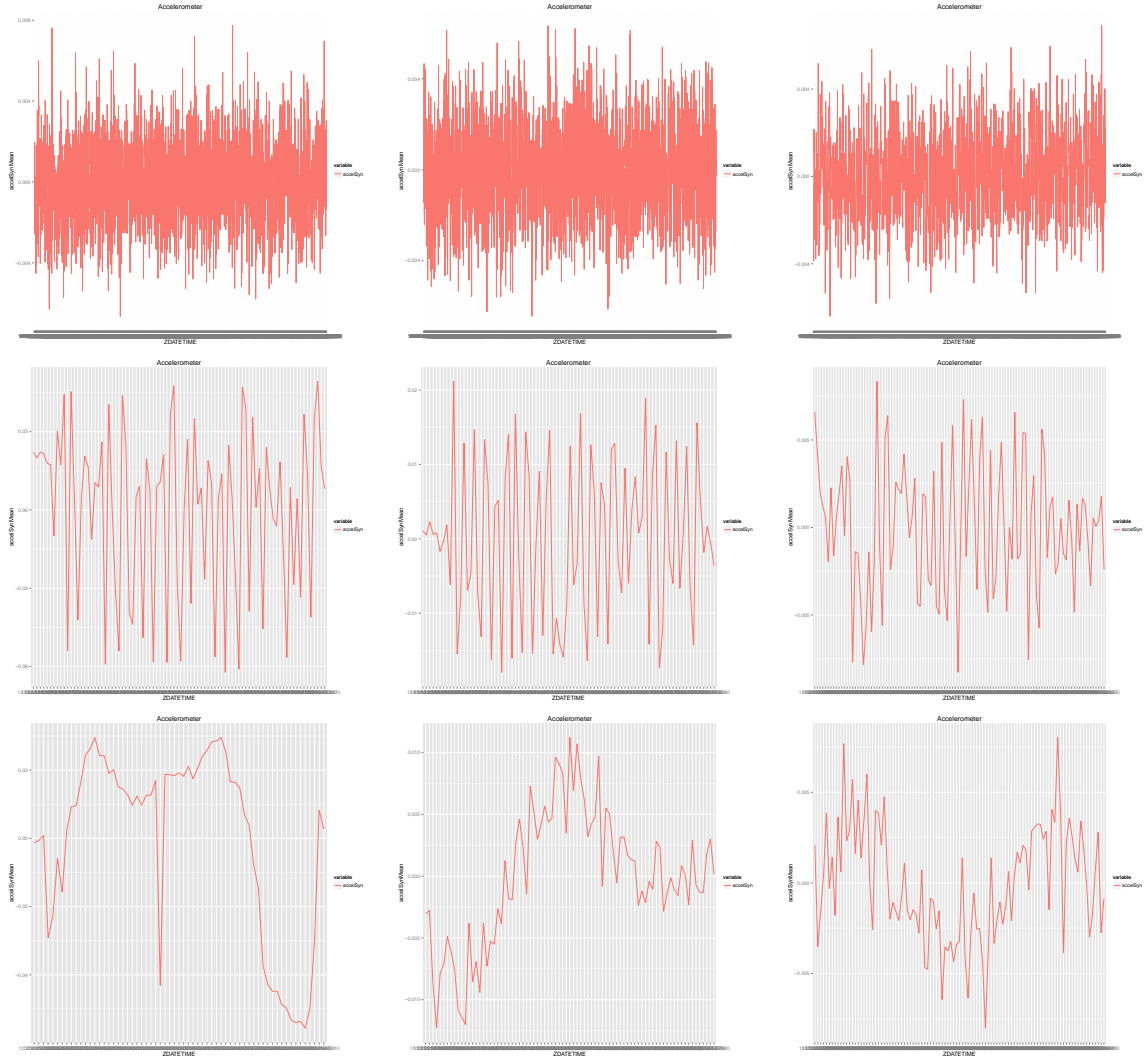 Accelerometer
0.008
0.004
0.000
−0.004
accelSynMean
variable
accelSyn
ZDATETIME
Accelerometer
0.004
0.000
−0.004
accelSynMean
variable
accelSyn
ZDATETIME
Accelerometer
0.004
0.000
−0.004
accelSynMean
variable
accelSyn
ZDATETIME
Accelerometer
0.03
0.00
−0.03
−0.06
accelSynMean
variable
accelSyn
ZDATETIME
Accelerometer
0.02
0.01
0.00
−0.01
accelSynMean
variable
accelSyn
ZDATETIME
Accelerometer
0.005
0.000
−0.005
accelSynMean
variable
accelSyn
ZDATETIME
Accelerometer
0.02
0.00
−0.02
−0.04
accelSynMean
variable
accelSyn
ZDATETIME
Accelerometer
0.010
0.005
0.000
−0.005
−0.010
accelSynMean
variable
accelSyn
ZDATETIME
Accelerometer
0.005
0.000
−0.005
accelSynMean
variable
accelSyn
ZDATETIME